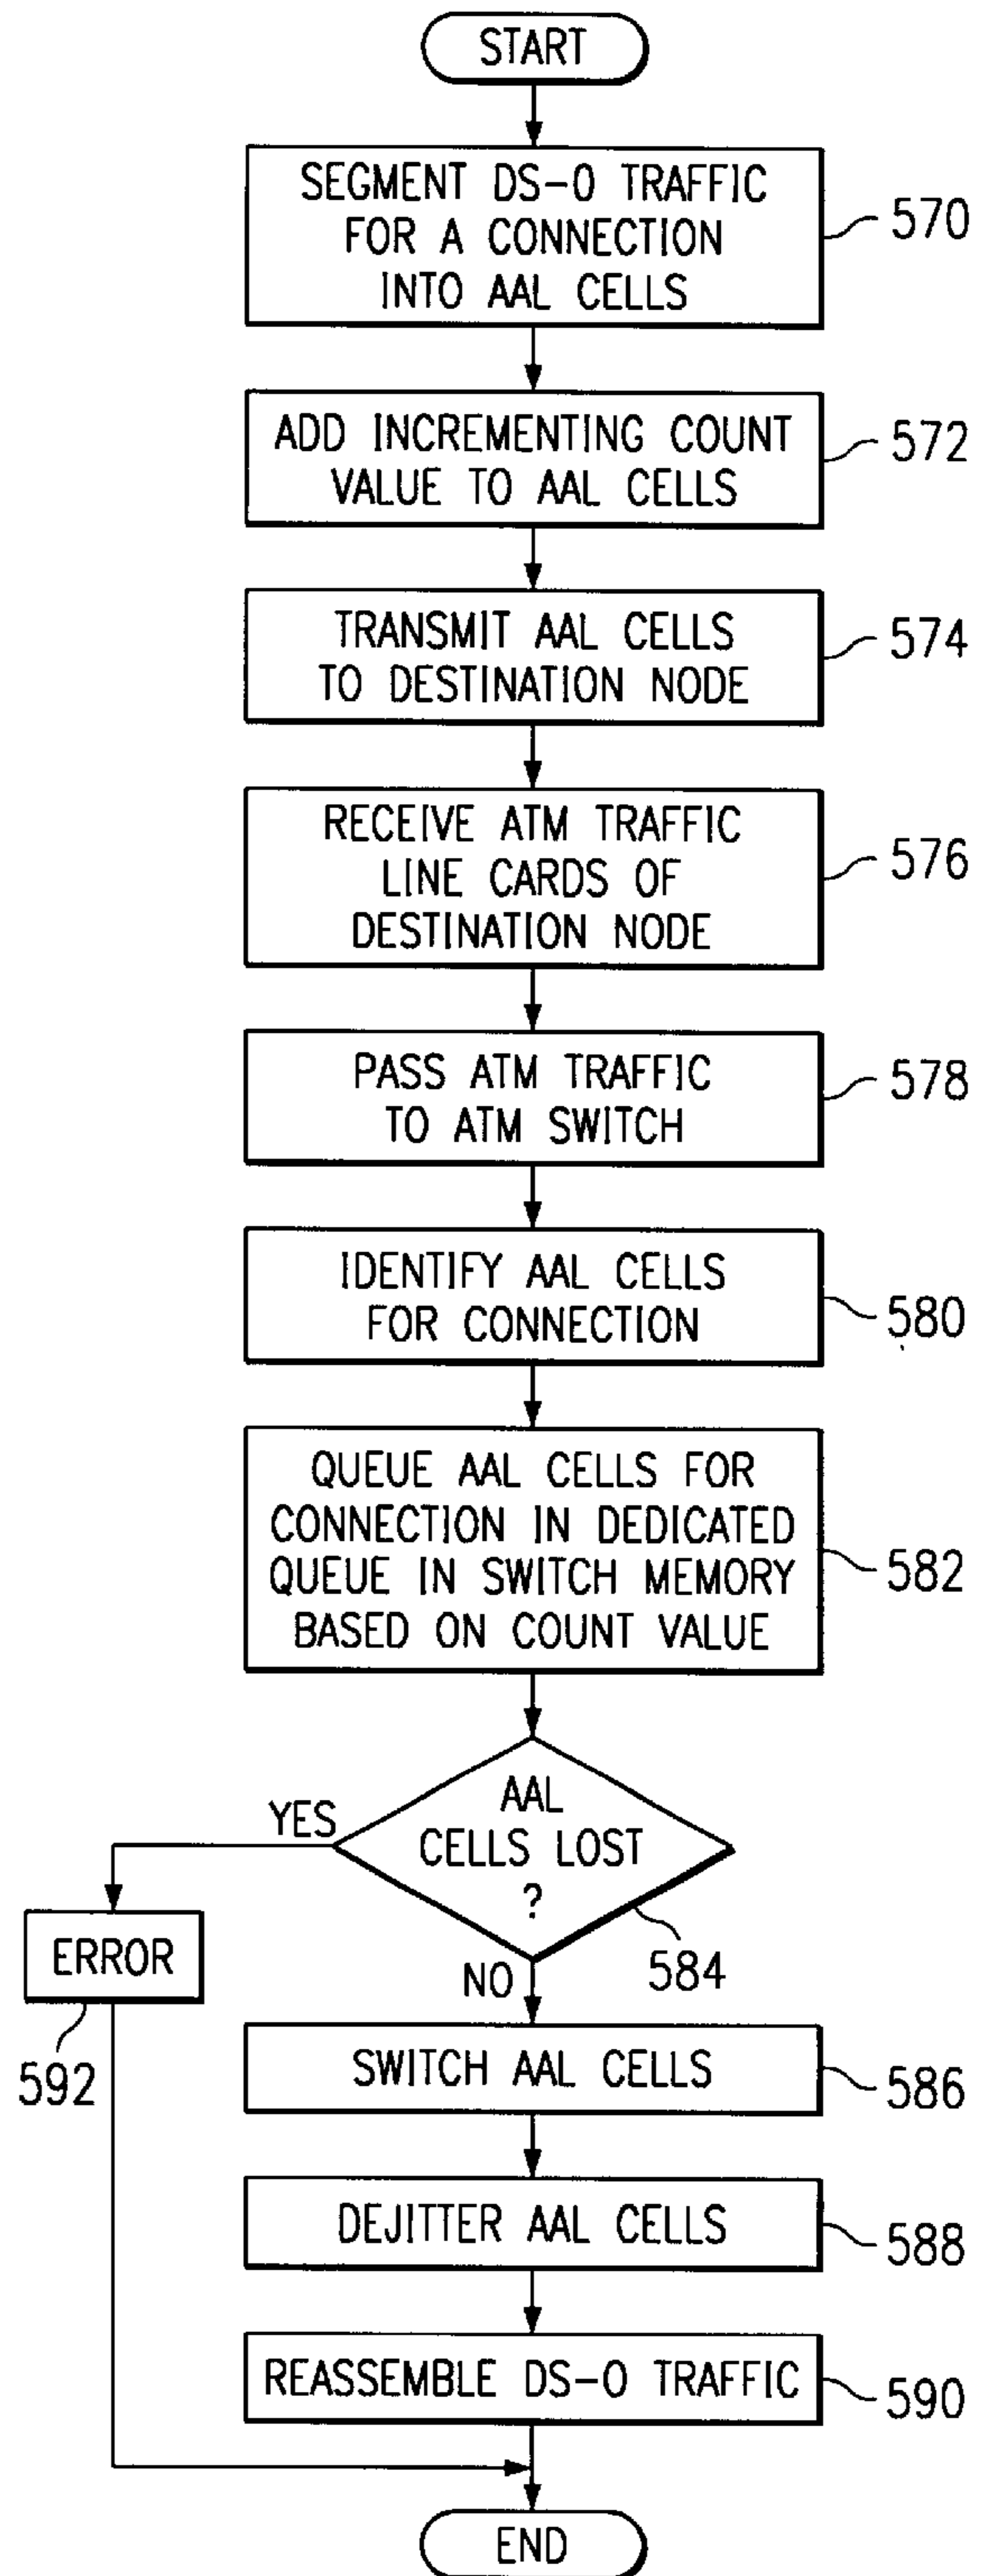 START
SEGMENT DS-0 TRAFFIC
FOR A CONNECTION
INTO AAL CELLS
570
ADD INCREMENTING COUNT
VALUE TO AAL CELLS
572
TRANSMIT AAL CELLS
TO DESTINATION NODE
574
RECEIVE ATM TRAFFIC
LINE CARDS OF
DESTINATION NODE
576
PASS ATM TRAFFIC
TO ATM SWITCH
578
IDENTIFY AAL CELLS
FOR CONNECTION
580
QUEUE AAL CELLS FOR
CONNECTION IN DEDICATED
QUEUE IN SWITCH MEMORY
BASED ON COUNT VALUE
582
AAL
CELLS LOST
?
584
YES
NO
ERROR
592
SWITCH AAL CELLS
586
DEJITTER AAL CELLS
588
REASSEMBLE DS-0 TRAFFIC
590
END